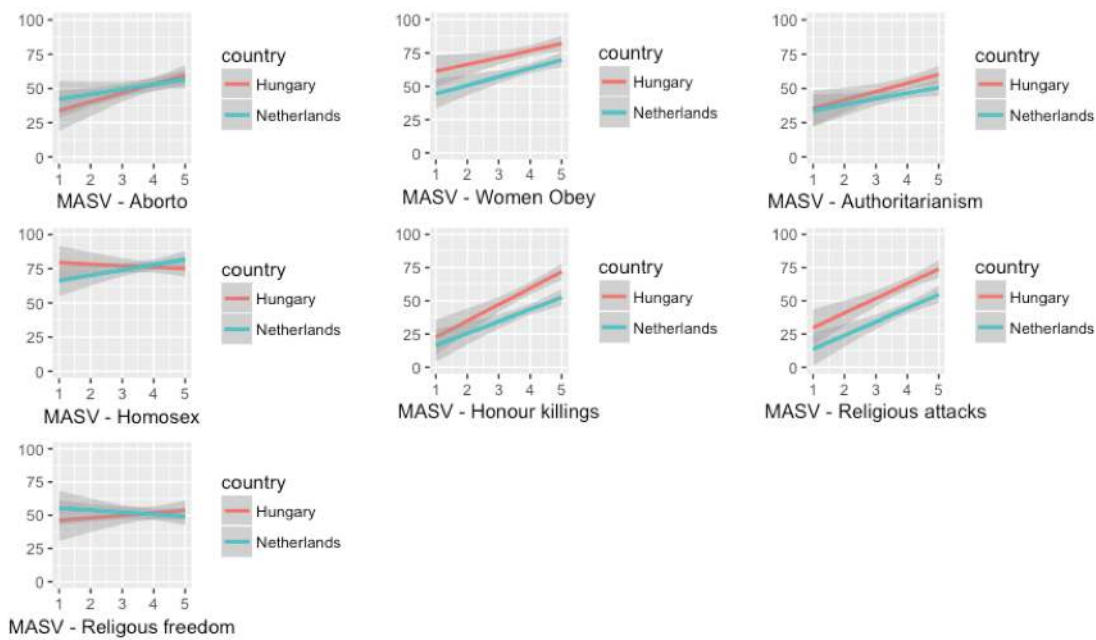 100
75
50
25
0
1 2 3 4 5
MASV - Aborto
country
Hungary
Netherlands
100
75
50
25
0
1 2 3 4 5
MASV - Women Obey
country
Hungary
Netherlands
100
75
50
25
0
1 2 3 4 5
MASV - Authoritarianism
country
Hungary
Netherlands
100
75
50
25
0
1 2 3 4 5
MASV - Homosex
country
Hungary
Netherlands
100
75
50
25
0
1 2 3 4 5
MASV - Honour killings
country
Hungary
Netherlands
100
75
50
25
0
1 2 3 4 5
MASV - Religious attacks
country
Hungary
Netherlands
100
75
50
25
0
1 2 3 4 5
MASV - Religous freedom
country
Hungary
Netherlands